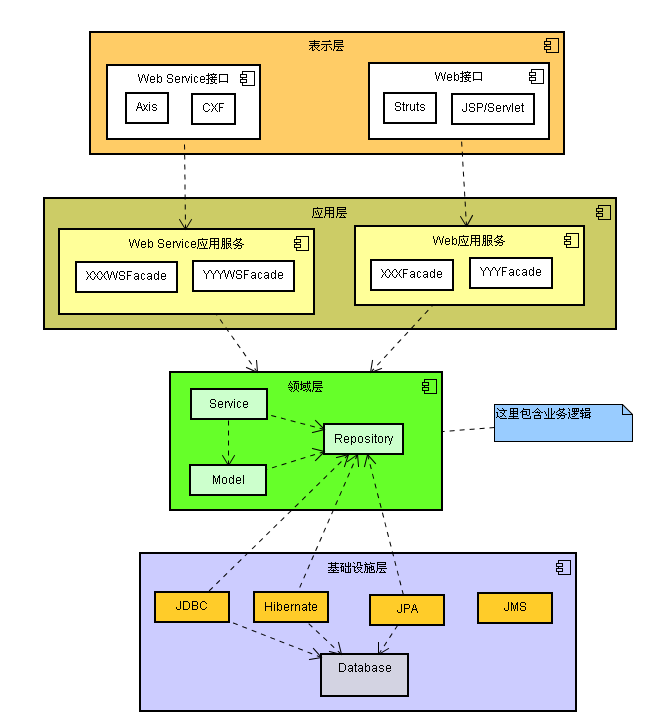 表示层
Web Service接口
Axis
CXF
Web接口
Struts
JSP/Servlet
应用层
Web Service应用服务
XXXWSFacade
YYYWSFacade
Web应用服务
XXXFacade
YYYFacade
领域层
Service
Repository
Model
这里包含业务逻辑
基础设施层
JDBC
Hibernate
JPA
JMS
Database